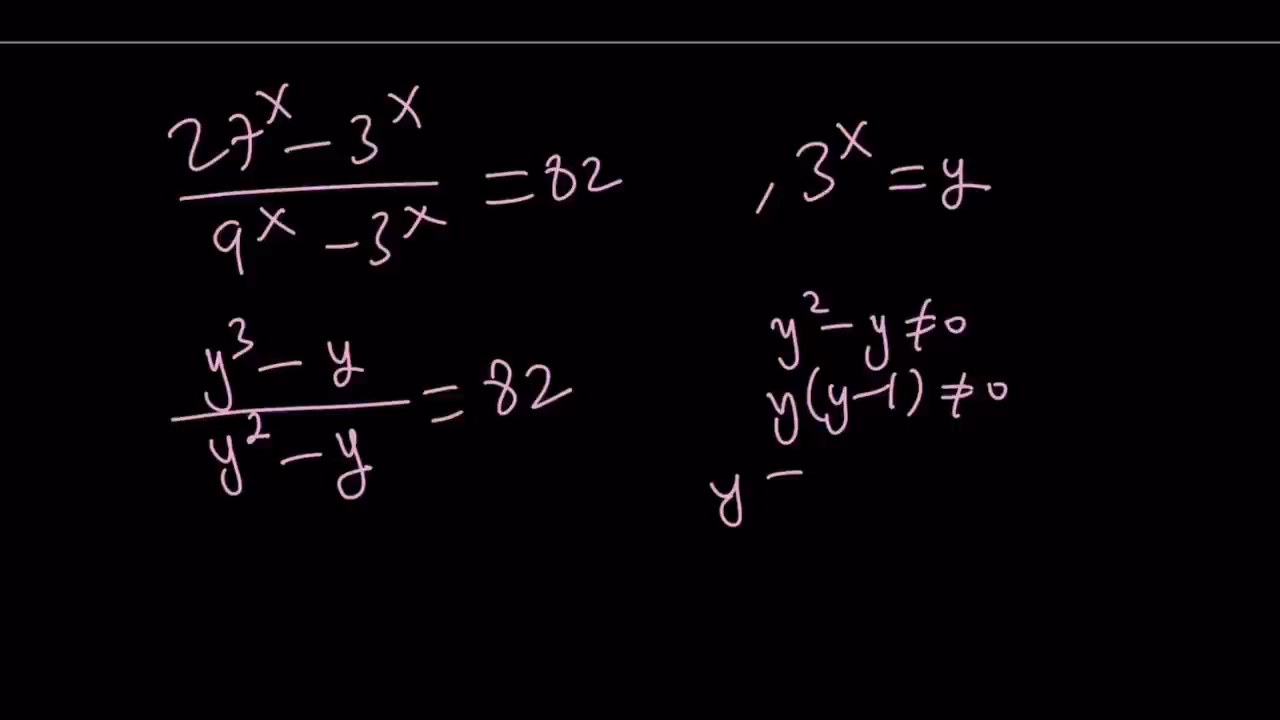 27^x - 3^x / 9^x - 3^x = 82 , 3^x = y
y^3 - y / y^2 - y = 82
y^2 - y ≠ 0
y(y-1) ≠ 0
y -